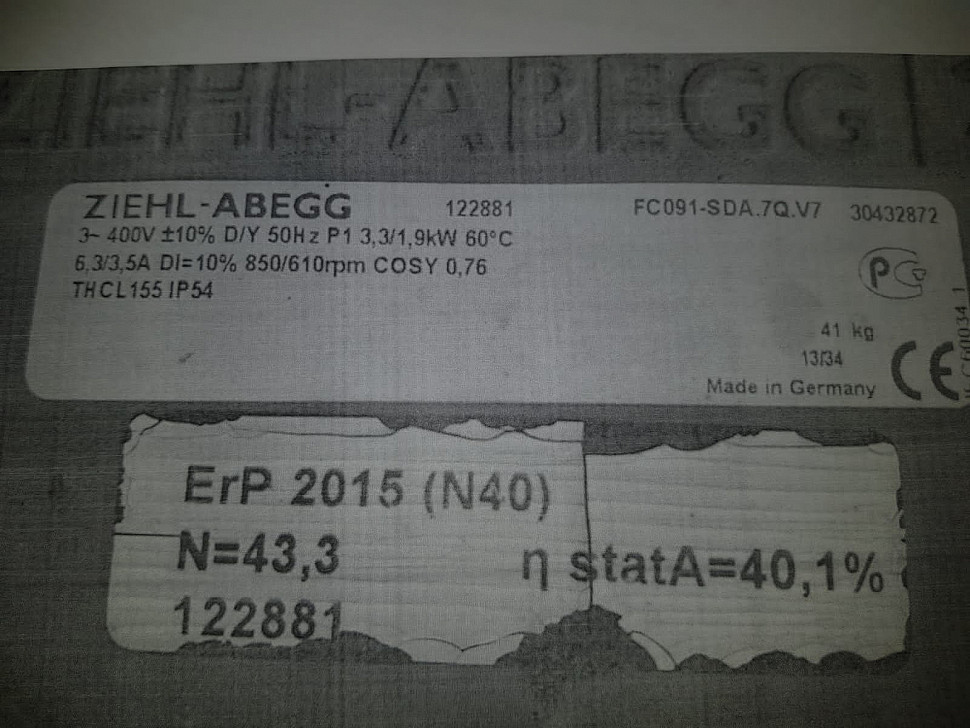 ZIEHL-ABEGG
ZIEHL-ABEGG 122881 FC091-SDA.7Q.V7 30432872
3~ 400V ±10% D/Y 50Hz P1 3,3/1,9kW 60°C
6,3/3,5A DI=10% 850/610rpm COSY 0,76
THCL155 IP54
41 kg
13/34
Made in Germany
CE
ErP 2015 (N40)
N=43,3 η statA=40,1%
122881